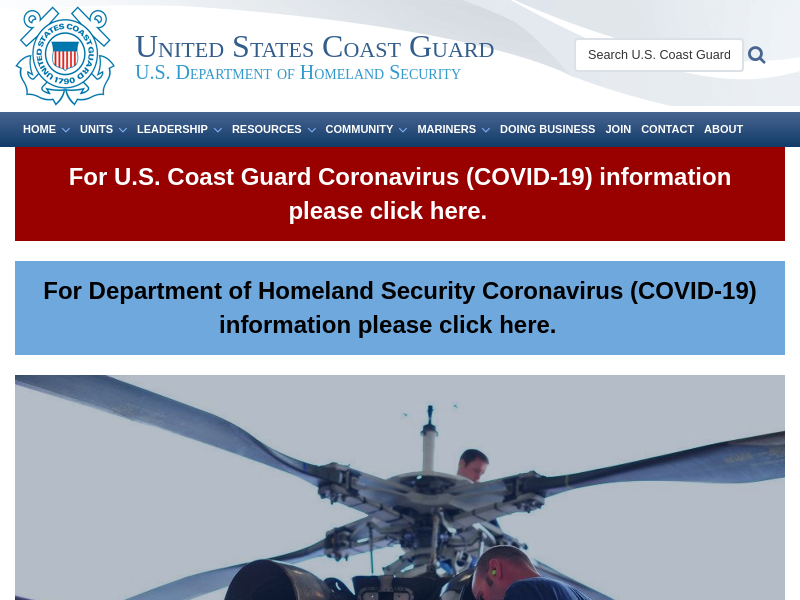 UNITED STATES COAST GUARD
1790
United States Coast Guard
U.S. Department of Homeland Security
Search U.S. Coast Guard
HOME UNITS LEADERSHIP RESOURCES COMMUNITY MARINERS DOING BUSINESS JOIN CONTACT ABOUT
For U.S. Coast Guard Coronavirus (COVID-19) information
please click here.
For Department of Homeland Security Coronavirus (COVID-19)
information please click here.